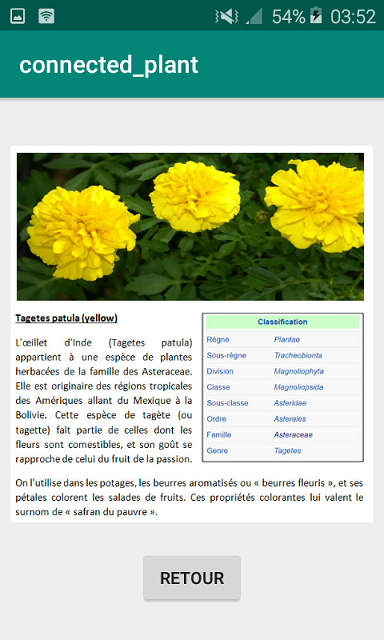 54% 03:52
connected_plant
Tagetes patula (yellow)
L'œillet d'Inde (Tagetes patula)
appartient à une espèce de plantes
herbacées de la famille des Asteraceae.
Elle est originaire des régions tropicales
des Amériques allant du Mexique à la
Bolivie. Cette espèce de tagète (ou
tagette) fait partie de celles dont les
fleurs sont comestibles, et son goût se
rapproche de celui du fruit de la passion.
Classification
Règne Plantae
Sous-règne Tracheobionta
Division Magnoliophyta
Classe Magnoliopsida
Sous-classe Asteridae
Ordre Asterales
Famille Asteraceae
Genre Tagetes
On l'utilise dans les potages, les beurres aromatisés ou « beurres fleuris », et ses
pétales colorent les salades de fruits. Ces propriétés colorantes lui valent le
surnom de « safran du pauvre ».
RETOUR